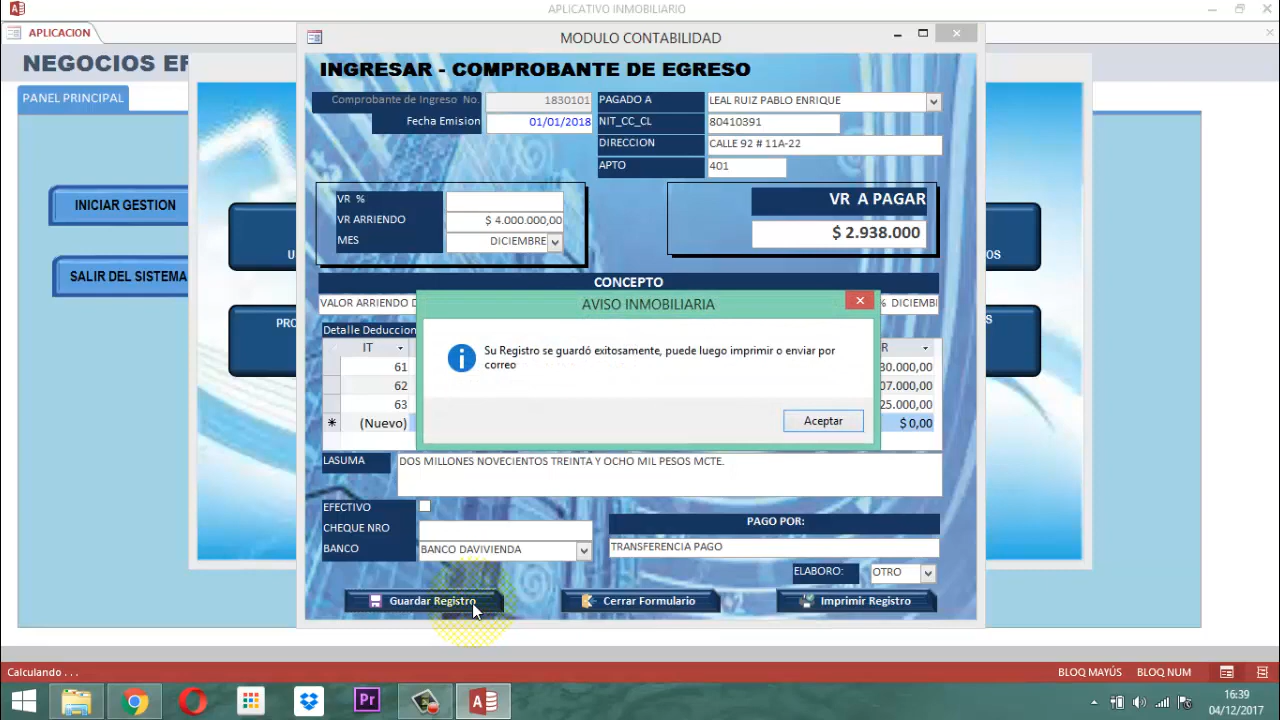 APLICATIVO INMOBILIARIO
APLICACION
MODULO CONTABILIDAD
NEGOCIOS EF
PANEL PRINCIPAL
INICIAR GESTION
SALIR DEL SISTEMA
INGRESAR - COMPROBANTE DE EGRESO
Comprobante de Ingreso No. 1830101 PAGADO A LEAL RUIZ PABLO ENRIQUE
Fecha Emision 01/01/2018 NIT_CC_CL 80410391
DIRECCION CALLE 92 # 11A-22
APTO 401
VR %
VR ARRIENDO $ 4.000.000,00
MES DICIEMBRE
VR A PAGAR
$ 2.938.000
CONCEPTO
VALOR ARRIENDO D % DICIEMBI
AVISO INMOBILIARIA
Su Registro se guardó exitosamente, puede luego imprimir o enviar por
correo
Aceptar
Detalle Deduccion
IT R
61 30.000,00
62 07.000,00
63 25.000,00
(Nuevo) $ 0,00
LASUMA DOS MILLONES NOVECIENTOS TREINTA Y OCHO MIL PESOS MCTE.
EFECTIVO
CHEQUE NRO
BANCO BANCO DAVIVIENDA
PAGO POR:
TRANSFERENCIA PAGO
ELABORO: OTRO
Guardar Registro Cerrar Formulario Imprimir Registro
U
PRO
OS
S
Calculando . . . BLOQ MAYÚS BLOQ NUM
Pr
16:39
04/12/2017